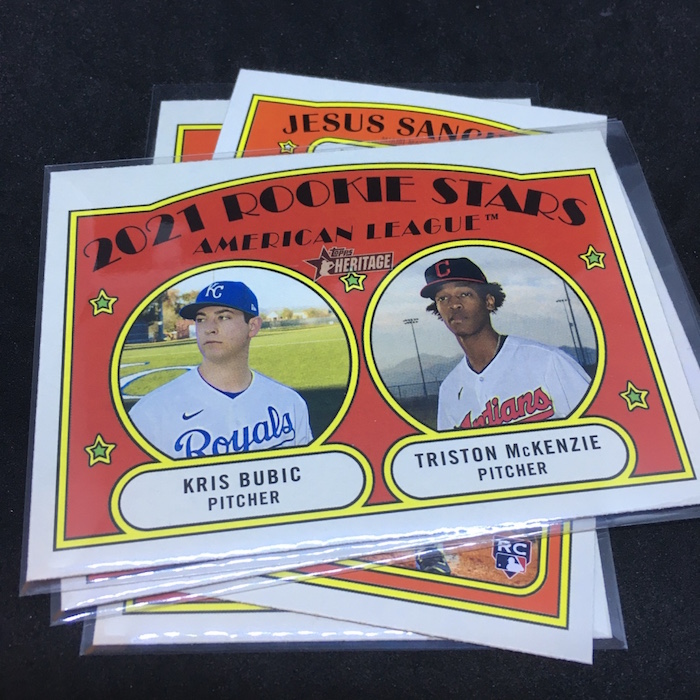 JESUS SANC
2021 ROOKIE STARS
AMERICAN LEAGUE™
Topps
HERITAGE
KC
C
Royals
Indians
KRIS BUBIC
PITCHER
TRISTON McKENZIE
PITCHER
RC